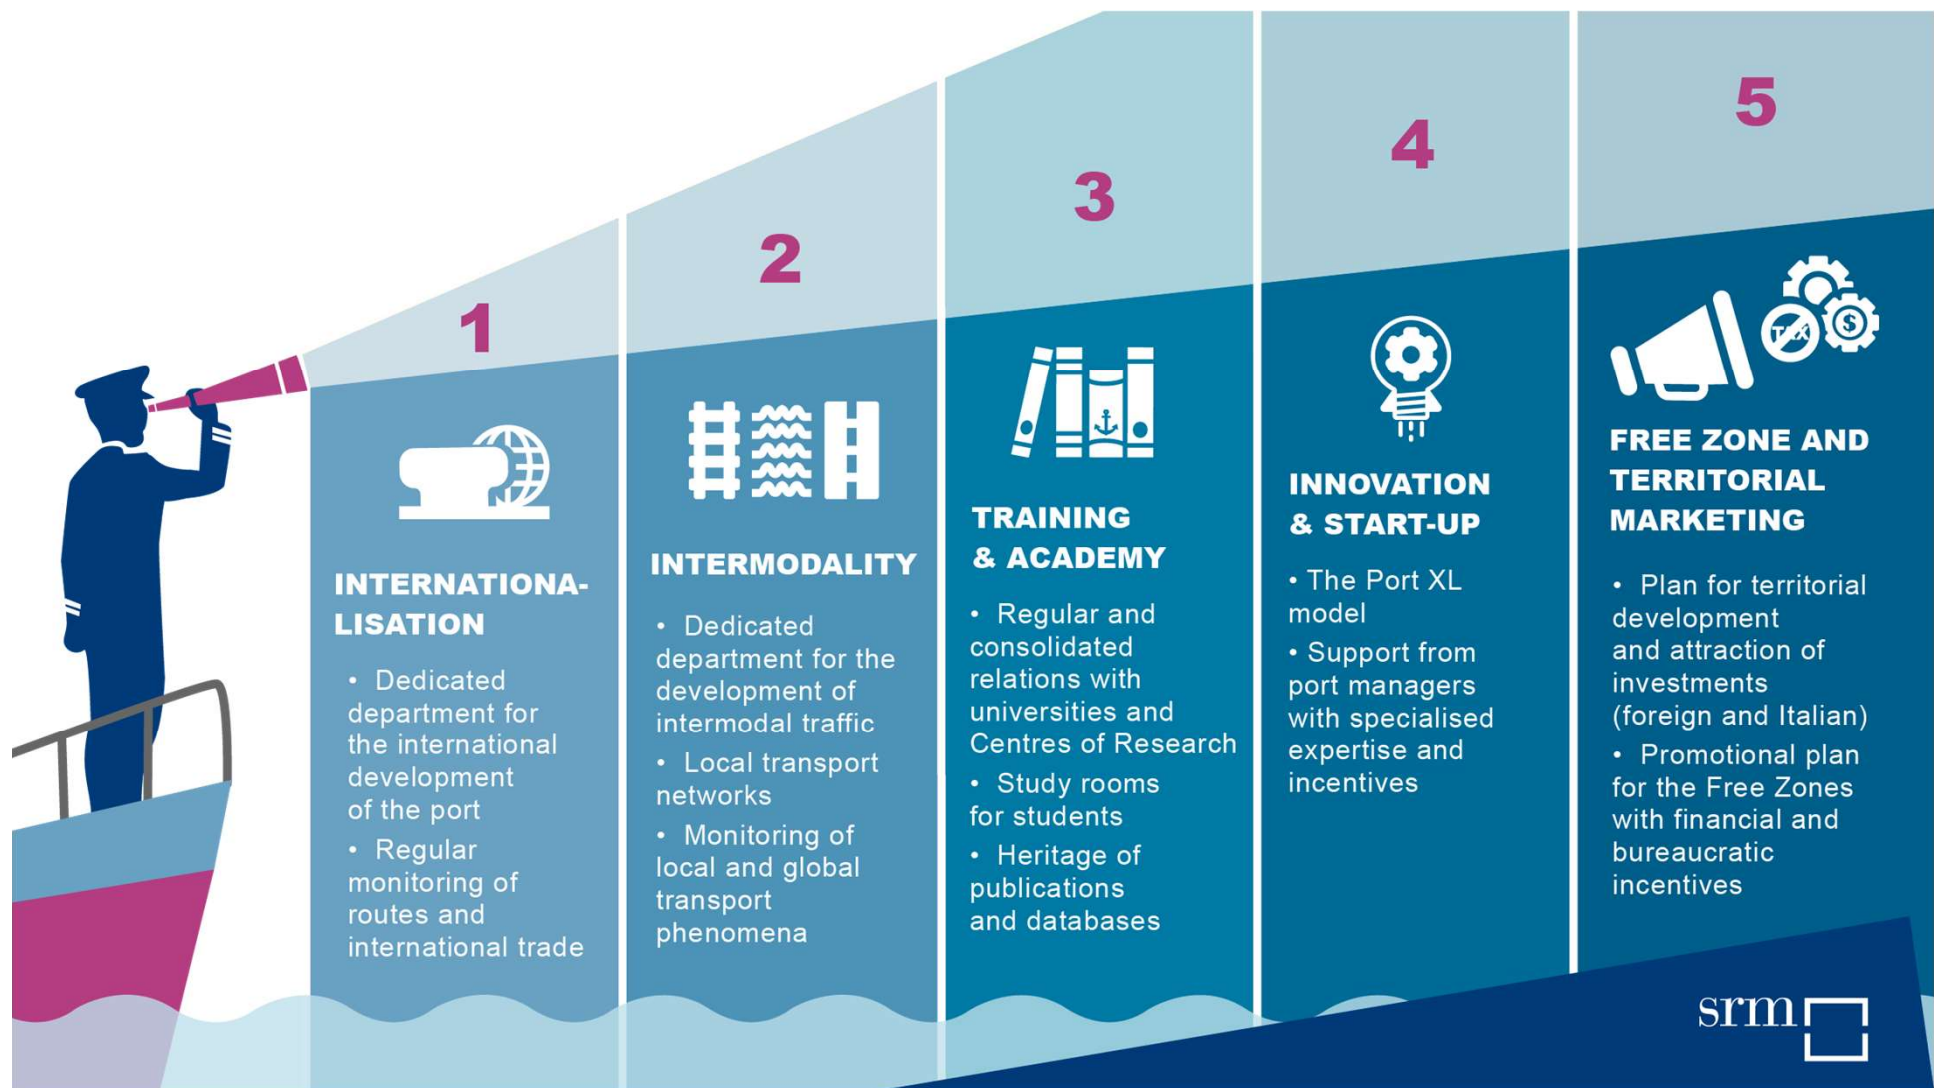 1
INTERNATIONA-
LISATION
• Dedicated
department for
the international
development
of the port
• Regular
monitoring of
routes and
international trade
2
INTERMODALITY
• Dedicated
department for the
development of
intermodal traffic
• Local transport
networks
• Monitoring of
local and global
transport
phenomena
3
TRAINING
& ACADEMY
• Regular and
consolidated
relations with
universities and
Centres of Research
• Study rooms
for students
• Heritage of
publications
and databases
4
INNOVATION
& START-UP
• The Port XL
model
• Support from
port managers
with specialised
expertise and
incentives
5
TAX
$
FREE ZONE AND
TERRITORIAL
MARKETING
• Plan for territorial
development
and attraction of
investments
(foreign and Italian)
• Promotional plan
for the Free Zones
with financial and
bureaucratic
incentives
srm